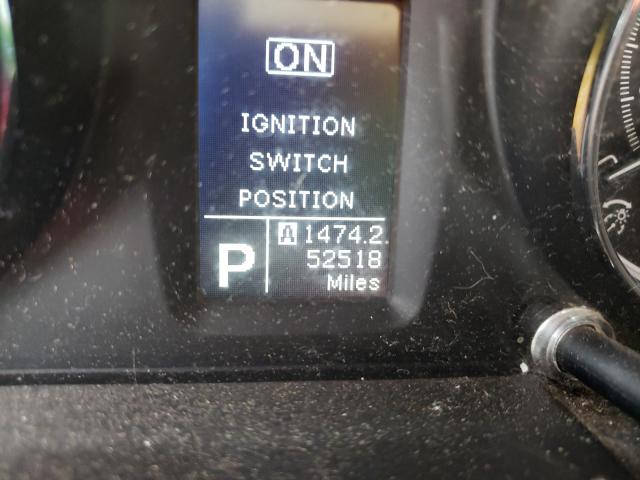 ON
IGNITION
SWITCH
POSITION
P
A 1474.2
52518
Miles